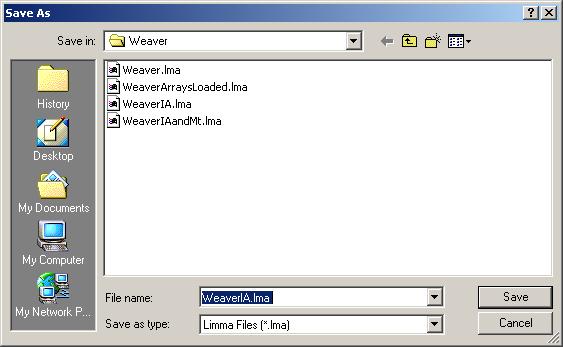 Save As
Save in: Weaver
History
Desktop
My Documents
My Computer
My Network P...
Weaver.lma
WeaverArraysLoaded.lma
WeaverIA.lma
WeaverIAandMt.lma
File name: WeaverIA.lma Save
Save as type: Limma Files (*.lma) Cancel